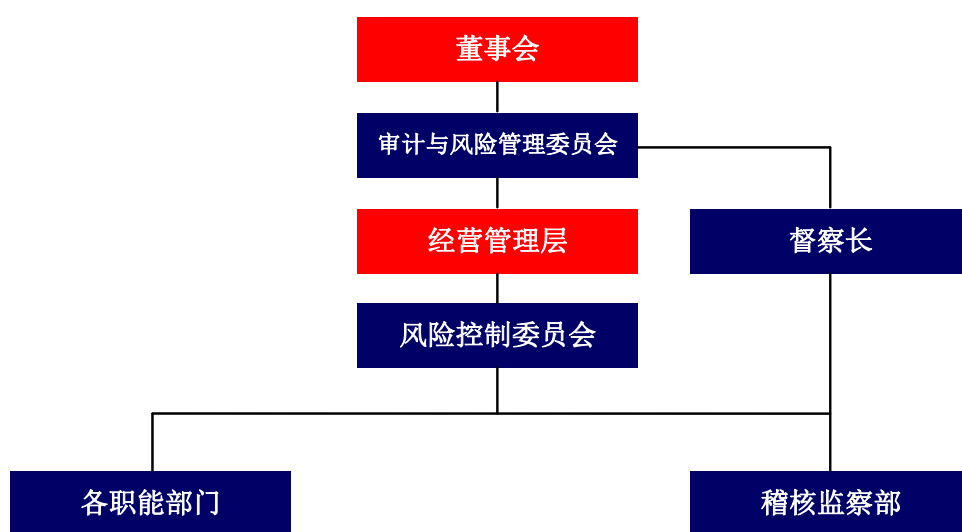 董事会
审计与风险管理委员会
经营管理层
督察长
风险控制委员会
各职能部门
稽核监察部